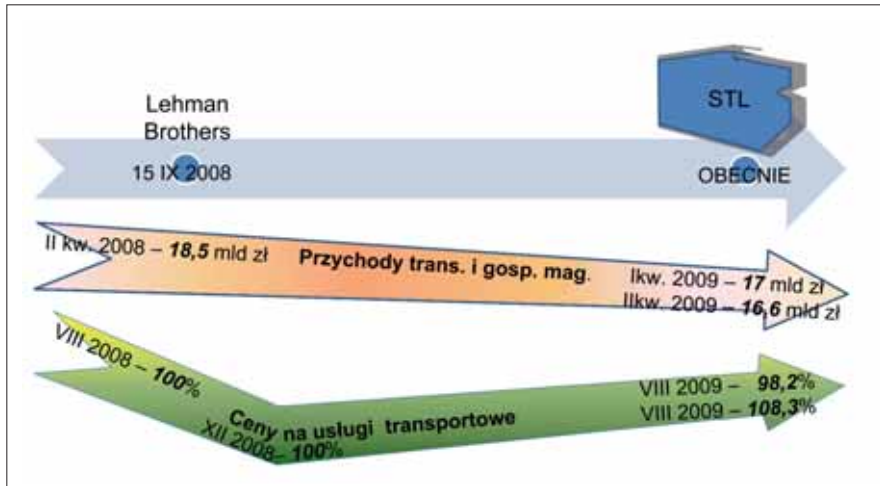 Lehman
Brothers
15 IX 2008
STL
OBECNIE
II kw. 2008 – 18,5 mld zł
Przychody trans. i gosp. mag.
Ikw. 2009 – 17 mld zł
IIkw. 2009 – 16,6 mld zł
VIII 2008 – 100%
XII 2008– 100%
Ceny na usługi transportowe
VIII 2009 – 98,2%
VIII 2009 – 108,3%